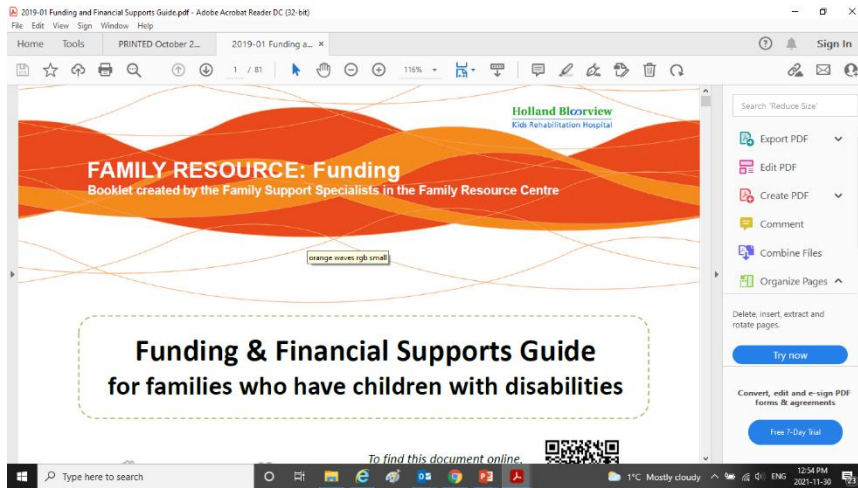 2019-01 Funding and Financial Supports Guide.pdf - Adobe Acrobat Reader DC (32-bit)
File Edit View Sign Window Help
Home Tools PRINTED October 2... 2019-01 Funding a... ×
Sign In
1 / 81 116%
Holland Bloorview
Kids Rehabilitation Hospital
FAMILY RESOURCE: Funding
Booklet created by the Family Support Specialists in the Family Resource Centre
orange waves rgb small
Funding & Financial Supports Guide
for families who have children with disabilities
To find this document online,
Search 'Reduce Size'
Export PDF
Edit PDF
Create PDF
Comment
Combine Files
Organize Pages
Delete, insert, extract and
rotate pages.
Try now
Convert, edit and e-sign PDF
forms & agreements
Free 7-Day Trial
Type here to search
1°C Mostly cloudy
ENG
12:54 PM
2021-11-30